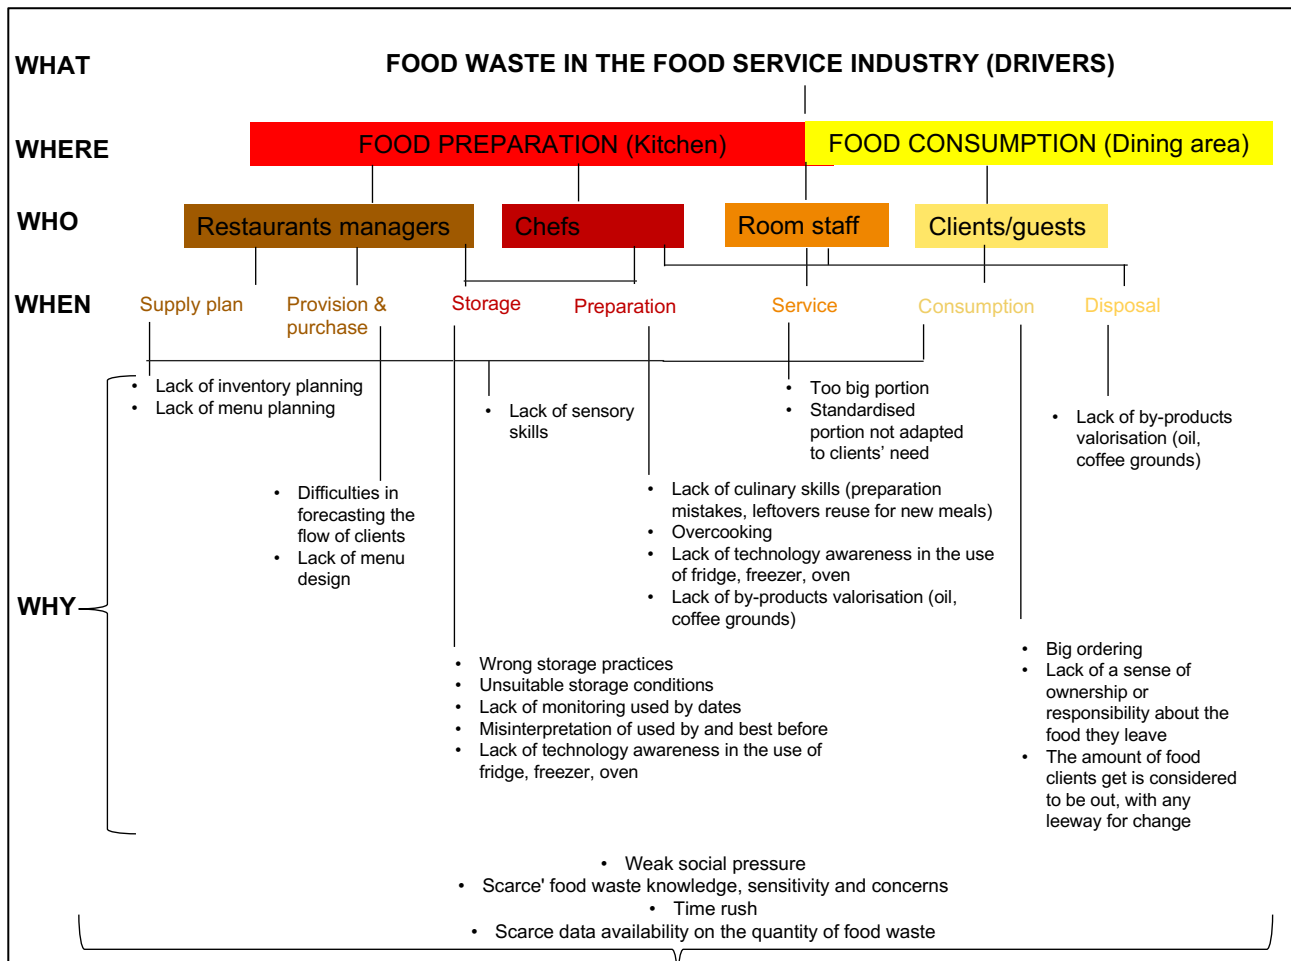 WHAT
FOOD WASTE IN THE FOOD SERVICE INDUSTRY (DRIVERS)
WHERE
FOOD PREPARATION (Kitchen)
FOOD CONSUMPTION (Dining area)
WHO
Restaurants managers
Chefs
Room staff
Clients/guests
WHEN
Supply plan
Provision &
purchase
Storage
Preparation
Service
Consumption
Disposal
WHY
• Lack of inventory planning
• Lack of menu planning
• Difficulties in
forecasting the
flow of clients
• Lack of menu
design
• Lack of sensory
skills
• Wrong storage practices
• Unsuitable storage conditions
• Lack of monitoring used by dates
• Misinterpretation of used by and best before
• Lack of technology awareness in the use of
fridge, freezer, oven
• Lack of culinary skills (preparation
mistakes, leftovers reuse for new meals)
• Overcooking
• Lack of technology awareness in the use
of fridge, freezer, oven
• Lack of by-products valorisation (oil,
coffee grounds)
• Too big portion
• Standardised
portion not adapted
to clients’ need
• Big ordering
• Lack of a sense of
ownership or
responsibility about the
food they leave
• The amount of food
clients get is considered
to be out, with any
leeway for change
• Lack of by-products
valorisation (oil,
coffee grounds)
• Weak social pressure
• Scarce' food waste knowledge, sensitivity and concerns
• Time rush
• Scarce data availability on the quantity of food waste